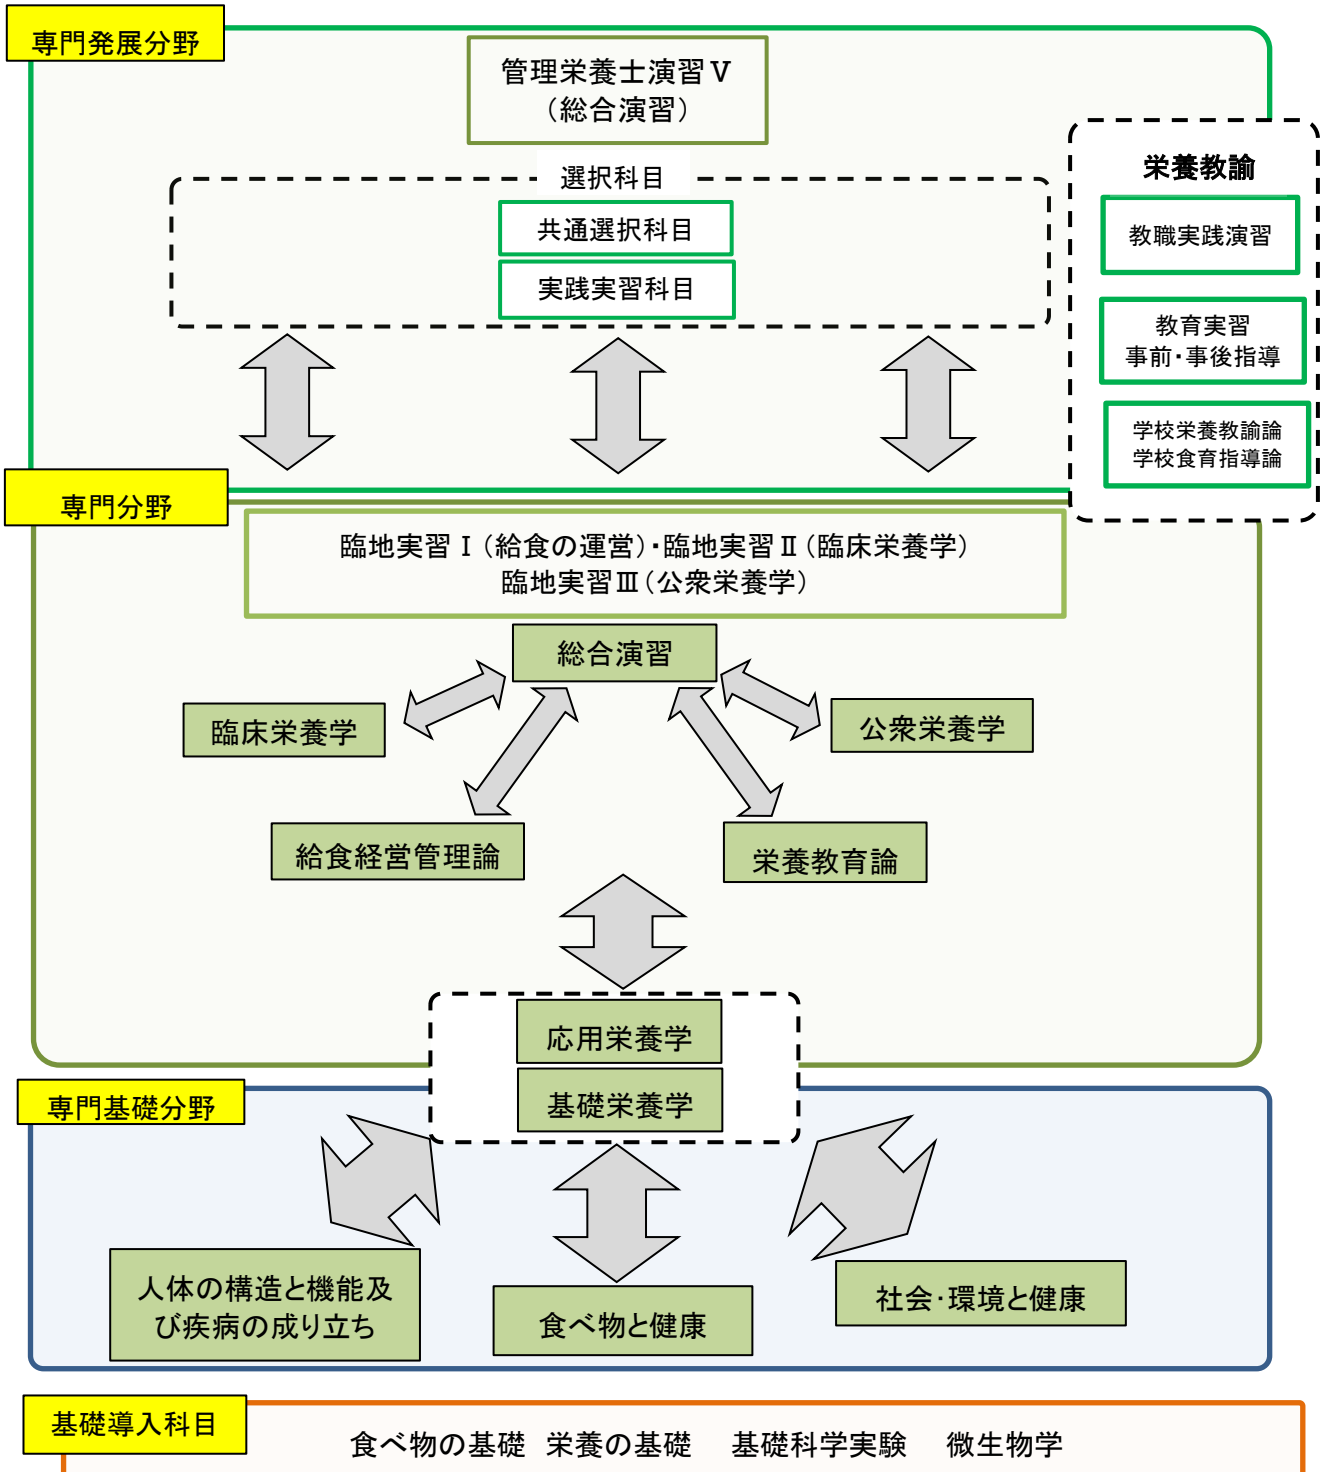 専門発展分野
管理栄養士演習Ⅴ
（総合演習）
選択科目
共通選択科目
実践実習科目
栄養教諭
教職実践演習
教育実習
事前・事後指導
学校栄養教諭論
学校食育指導論
専門分野
臨地実習Ⅰ（給食の運営）・臨地実習Ⅱ（臨床栄養学）
臨地実習Ⅲ（公衆栄養学）
総合演習
臨床栄養学
公衆栄養学
給食経営管理論
栄養教育論
応用栄養学
基礎栄養学
専門基礎分野
人体の構造と機能及
び疾病の成り立ち
食べ物と健康
社会・環境と健康
基礎導入科目
食べ物の基礎 栄養の基礎 基礎科学実験 微生物学